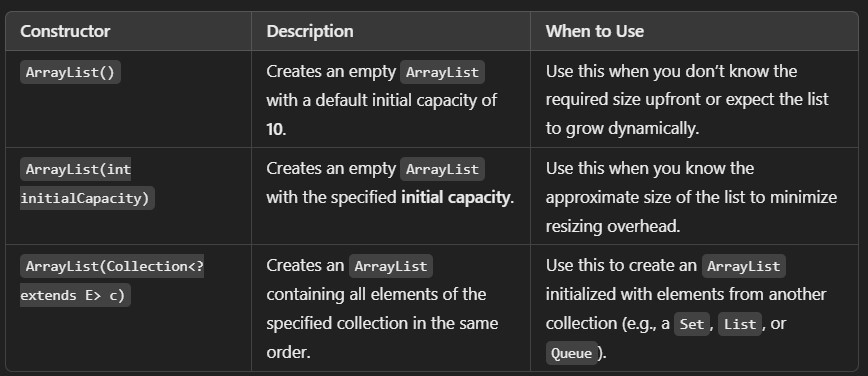 Constructor
Description
When to Use
ArrayList()
Creates an empty ArrayList
with a default initial capacity of
10.
Use this when you don’t know the
required size upfront or expect the list
to grow dynamically.
ArrayList(int
initialCapacity)
Creates an empty ArrayList
with the specified initial capacity.
Use this when you know the
approximate size of the list to minimize
resizing overhead.
ArrayList(Collection<?
extends E> c)
Creates an ArrayList
containing all elements of the
specified collection in the same
order.
Use this to create an ArrayList
initialized with elements from another
collection (e.g., a Set, List, or
Queue).